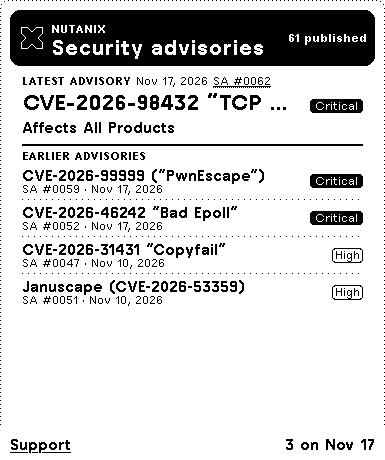 NUTANIX
Security advisories
61 published
LATEST ADVISORY Nov 17, 2026 SA #0062
CVE-2026-98432 "TCP ...
Critical
Affects All Products
EARLIER ADVISORIES
CVE-2026-99999 ("PwnEscape")
Critical
SA #0059 · Nov 17, 2026
CVE-2026-46242 "Bad Epoll"
Critical
SA #0052 · Nov 17, 2026
CVE-2026-31431 "Copyfail"
High
SA #0047 · Nov 10, 2026
Januscape (CVE-2026-53359)
High
SA #0051 · Nov 10, 2026
Support
3 on Nov 17